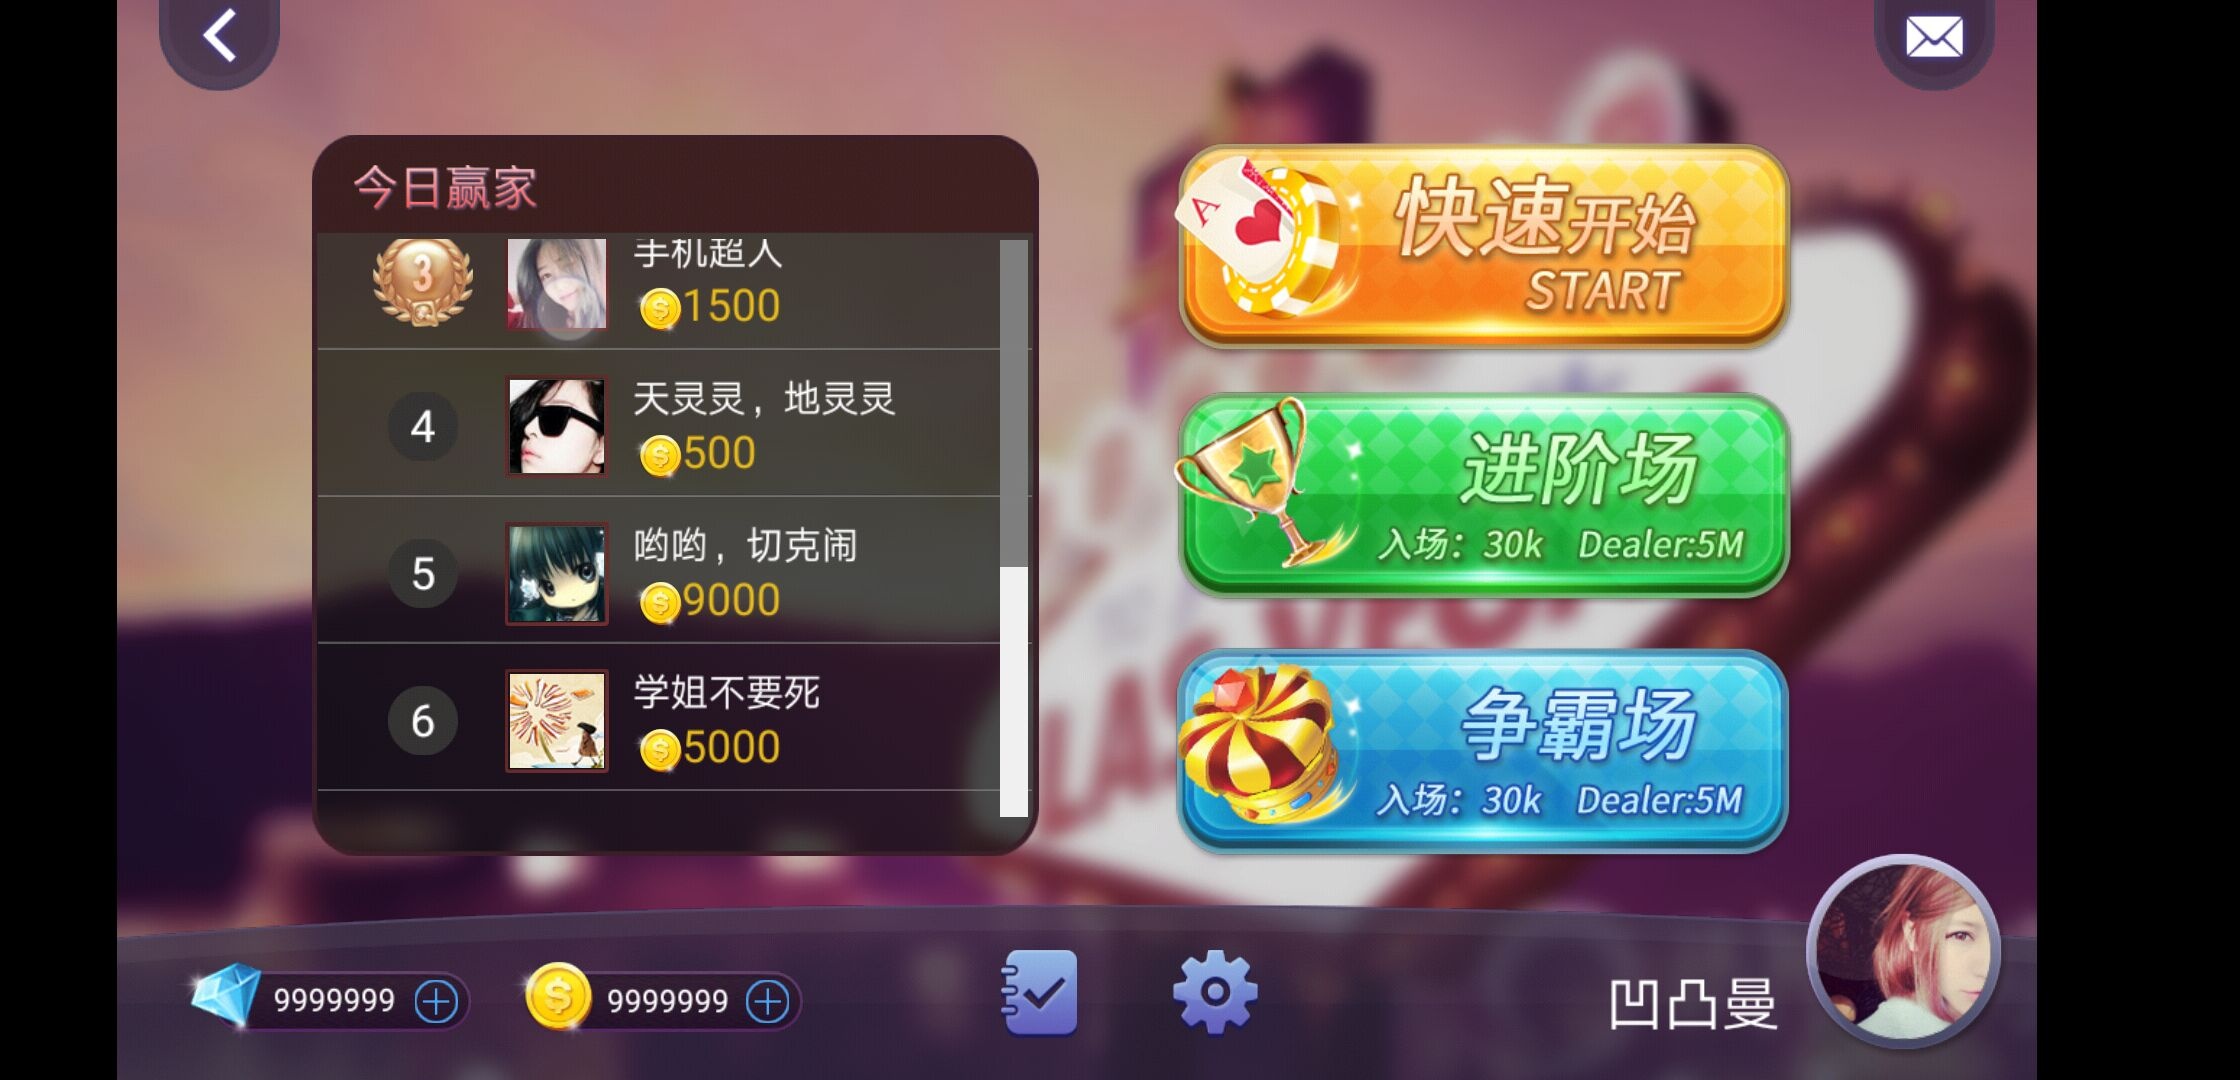 今日赢家
3
手机超人
1500
4
天灵灵，地灵灵
500
5
哟哟，切克闹
9000
6
学姐不要死
5000
A
快速开始
START
进阶场
入场：30k Dealer:5M
争霸场
入场：30k Dealer:5M
9999999
9999999
凹凸曼